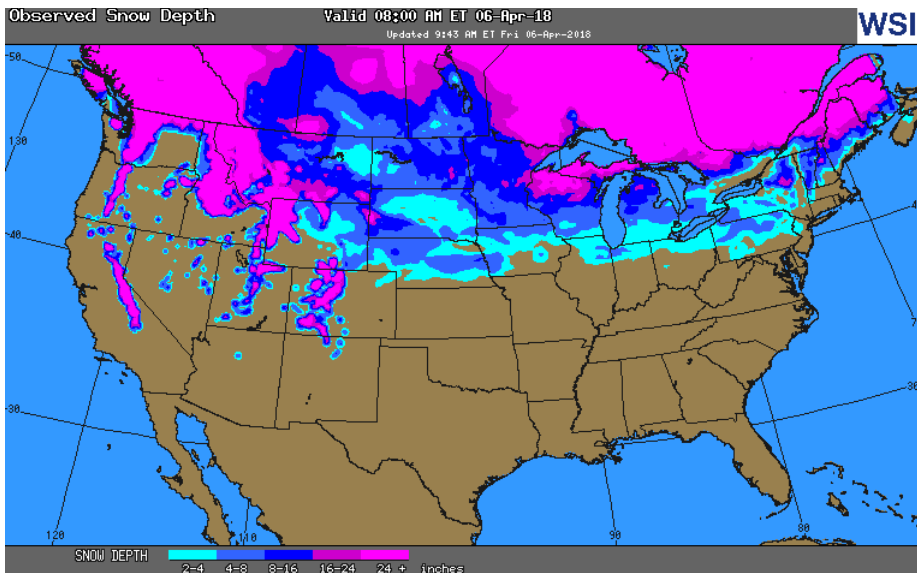 Observed Snow Depth
Valid 08:00 AM ET 06-Apr-18
WSI
Updated 9:43 AM ET Fri 06-Apr-2018
50
130
40
30
120
110
90
80
SNOW DEPTH
2-4 4-8 8-16 16-24 24 + inches